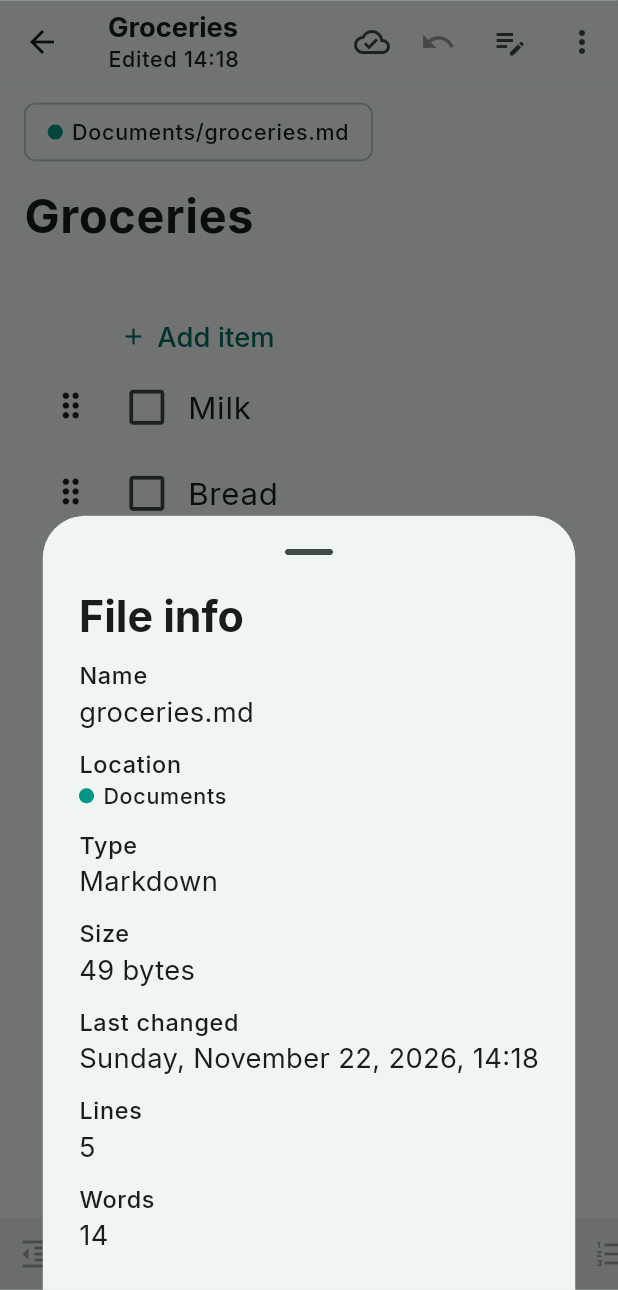 Groceries
Edited 14:18
Documents/groceries.md
Groceries
+ Add item
Milk
Bread
File info
Name
groceries.md
Location
Documents
Type
Markdown
Size
49 bytes
Last changed
Sunday, November 22, 2026, 14:18
Lines
5
Words
14